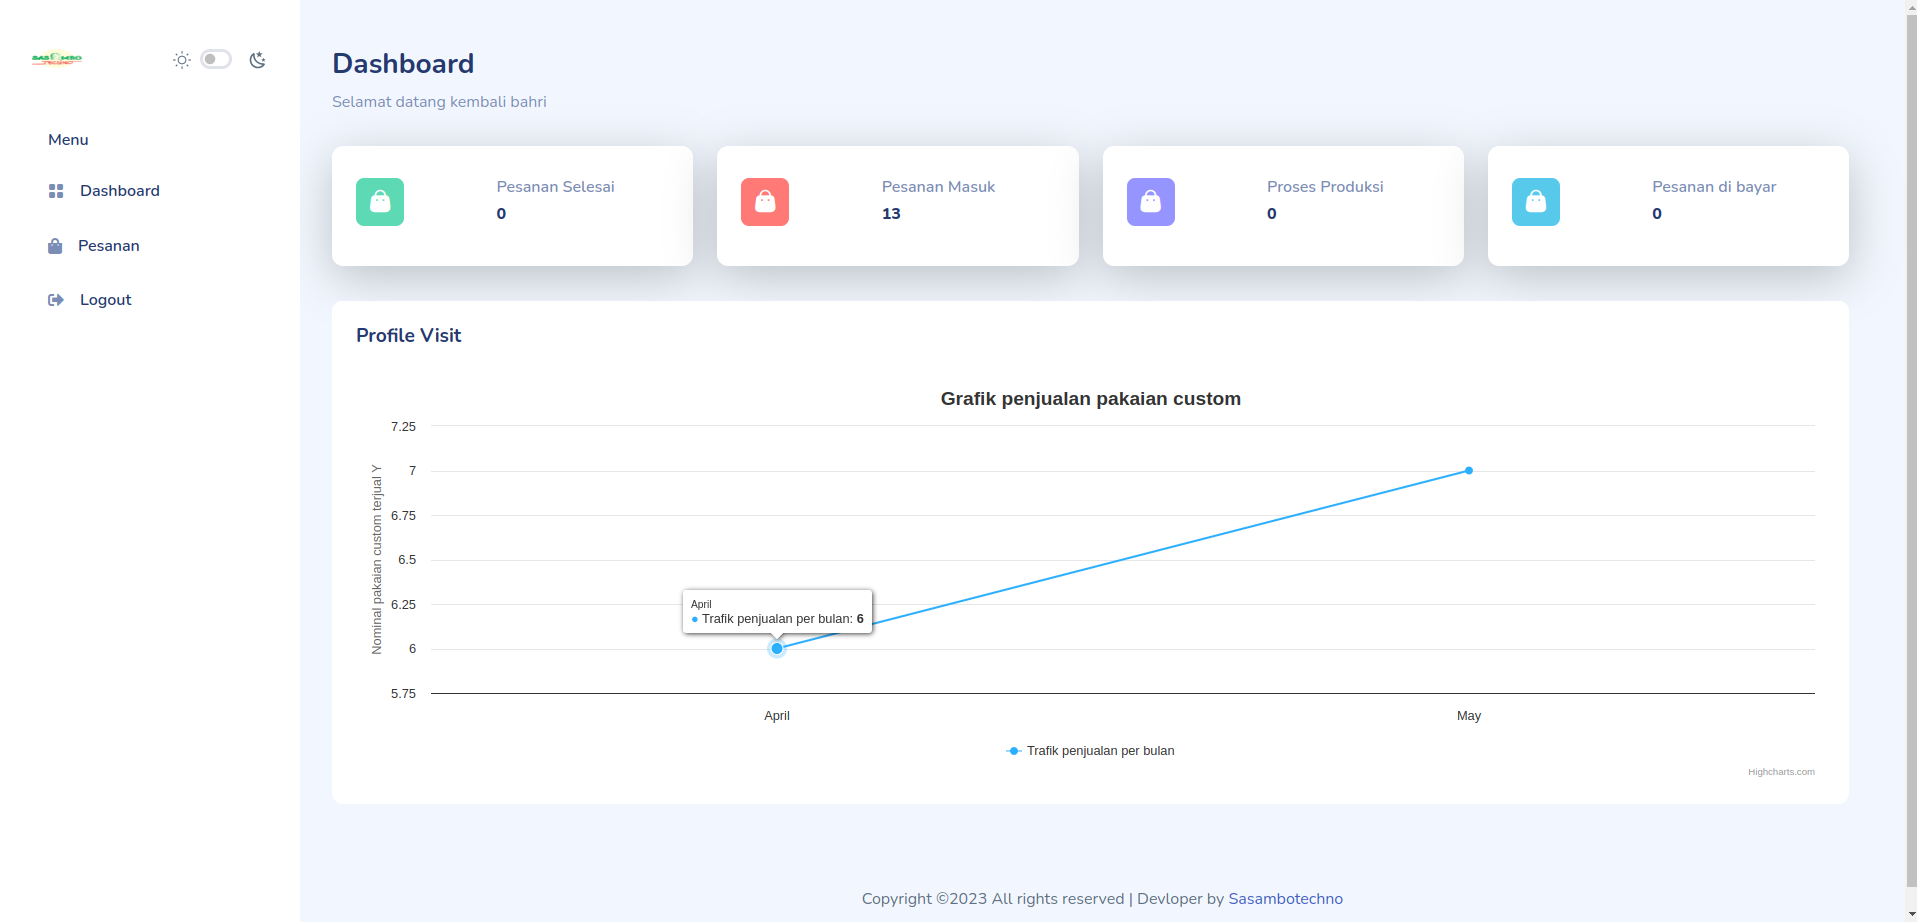 Menu
Dashboard
Pesanan
Logout
Dashboard
Selamat datang kembali bahri
Pesanan Selesai
0
Pesanan Masuk
13
Proses Produksi
0
Pesanan di bayar
0
Profile Visit
Grafik penjualan pakaian custom
Nominal pakaian custom terjual Y
7.25
7
6.75
6.5
6.25
6
5.75
April
Trafik penjualan per bulan: 6
April
May
Trafik penjualan per bulan
Highcharts.com
Copyright ©2023 All rights reserved | Devloper by Sasambotechno